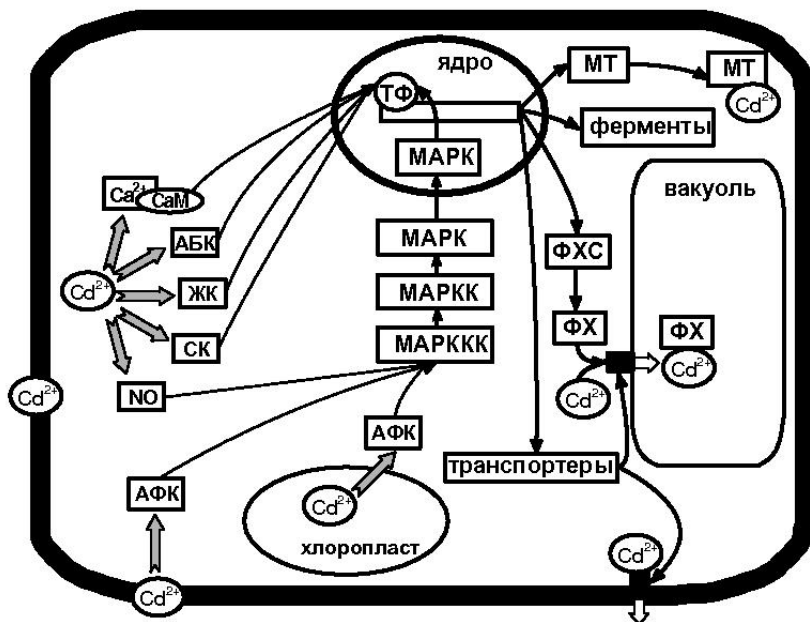 ядро
ТФ
МАРК
МТ
МТ
Cd²⁺
ферменты
вакуоль
Ca²⁺
CaM
АБК
Cd²⁺
ЖК
СК
NO
МАРК
МАРКК
МАРККК
ФХС
ФХ
ФХ
Cd²⁺
Cd²⁺
Cd²⁺
АФК
АФК
транспортеры
Cd²⁺
хлоропласт
Cd²⁺
Cd²⁺